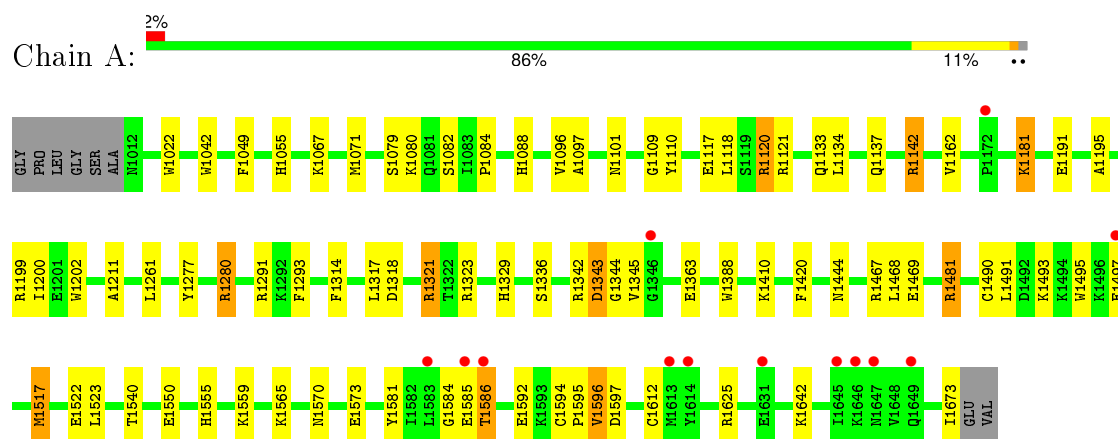 2%
Chain A:
86% 11% ••
GLY PRO LEU GLY SER ALA N1012 W1022 W1042 F1049 H1055 K1067 M1071 S1079 K1080 Q1081 S1082 I1083 P1084 H1088 V1096 A1097 N1101 G1109 Y1110 E1117 L1118 S1119 R1120 R1121 Q1133 L1134 Q1137 R1142 V1162 P1172 K1181 E1191 A1195
R1199 I1200 E1201 W1202 A1211 L1261 Y1277 R1280 R1291 K1292 F1293 F1314 L1317 D1318 R1321 T1322 R1323 H1329 S1336 R1342 D1343 G1344 V1345 G1346 E1363 W1388 K1410 F1420 N1444 R1467 L1468 E1469 R1481 C1490 L1491 D1492 K1493 K1494 W1495 K1496 E1497
M1517 E1522 L1523 T1540 E1550 H1555 K1559 K1565 N1570 E1573 Y1581 I1582 L1583 G1584 E1585 T1586 E1592 K1593 C1594 P1595 V1596 D1597 C1612 M1613 Y1614 R1625 E1631 K1642 I1645 K1646 N1647 V1648 Q1649 I1673 GLU VAL